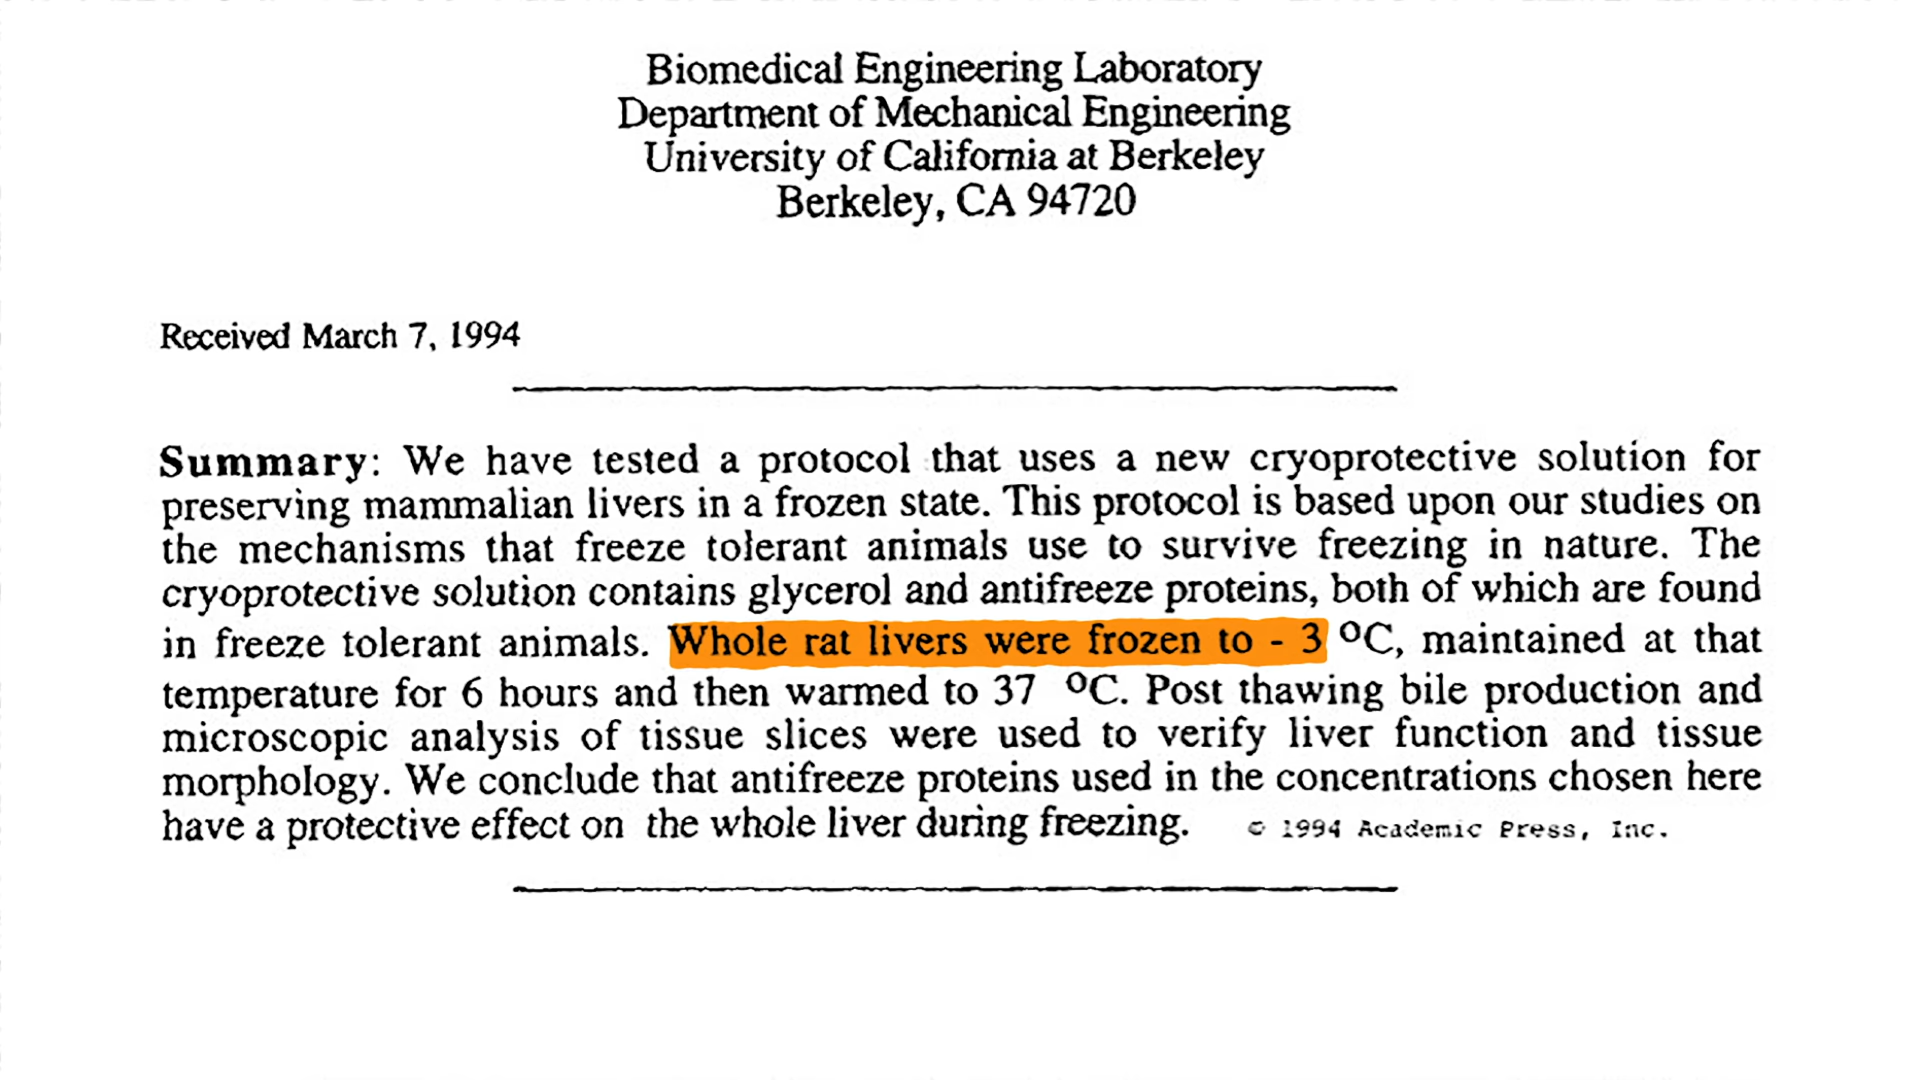 Biomedical Engineering Laboratory
Department of Mechanical Engineering
University of California at Berkeley
Berkeley, CA 94720
Received March 7, 1994
Summary: We have tested a protocol that uses a new cryoprotective solution for
preserving mammalian livers in a frozen state. This protocol is based upon our studies on
the mechanisms that freeze tolerant animals use to survive freezing in nature. The
cryoprotective solution contains glycerol and antifreeze proteins, both of which are found
in freeze tolerant animals. Whole rat livers were frozen to - 3 ºC, maintained at that
temperature for 6 hours and then warmed to 37 ºC. Post thawing bile production and
microscopic analysis of tissue slices were used to verify liver function and tissue
morphology. We conclude that antifreeze proteins used in the concentrations chosen here
have a protective effect on the whole liver during freezing. © 1994 Academic Press, Inc.